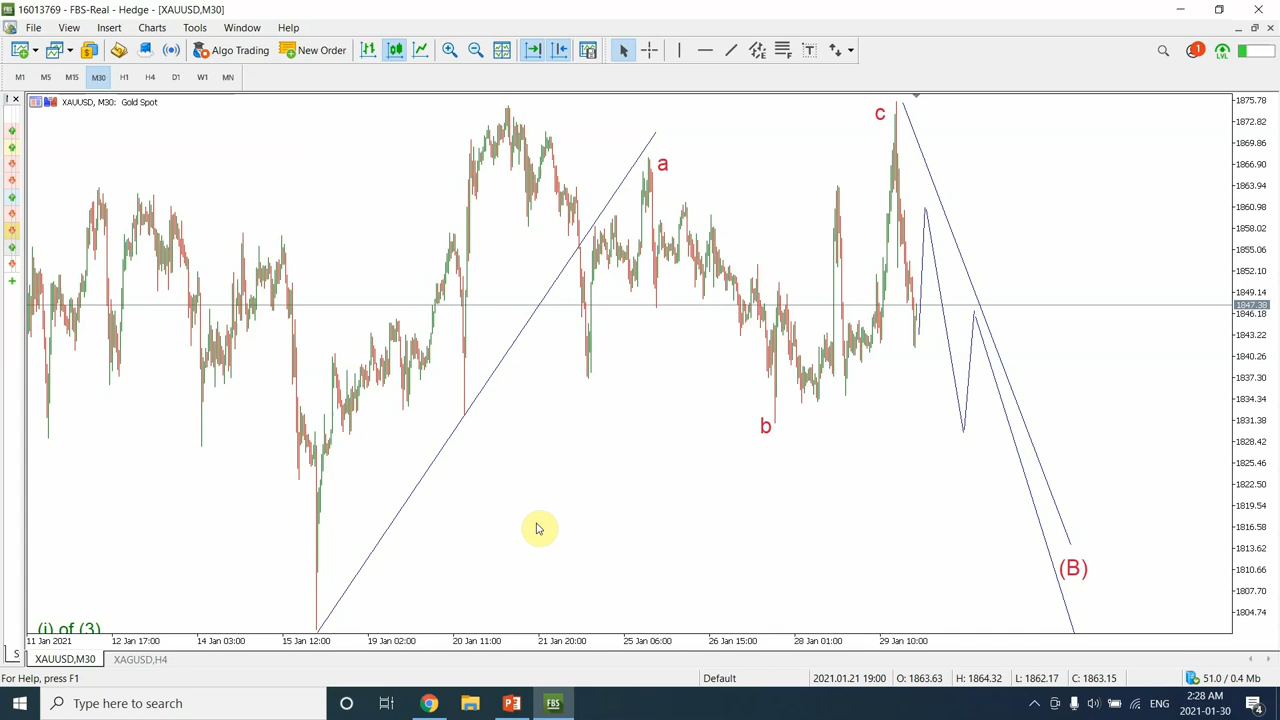 16013769 - FBS-Real - Hedge - [XAUUSD,M30]
File View Insert Charts Tools Window Help
Algo Trading New Order
1
LVL
M1 M5 M15 M30 H1 H4 D1 W1 MN
XAUUSD, M30: Gold Spot
c
a
b
(B)
(i) of (3)
1875.78
1872.82
1869.86
1866.90
1863.94
1860.98
1858.02
1855.06
1852.10
1849.14
1847.38
1846.18
1843.22
1840.26
1837.30
1834.34
1831.38
1828.42
1825.46
1822.50
1819.54
1816.58
1813.62
1810.66
1807.70
1804.74
11 Jan 2021 12 Jan 17:00 14 Jan 03:00 15 Jan 12:00 19 Jan 02:00 20 Jan 11:00 21 Jan 20:00 25 Jan 06:00 26 Jan 15:00 28 Jan 01:00 29 Jan 10:00
S
XAUUSD,M30 XAGUSD,H4
For Help, press F1 Default 2021.01.21 19:00 O: 1863.63 H: 1864.32 L: 1862.17 C: 1863.15 51.0 / 0.4 Mb
Type here to search
FBS
ENG
2:28 AM
2021-01-30
4